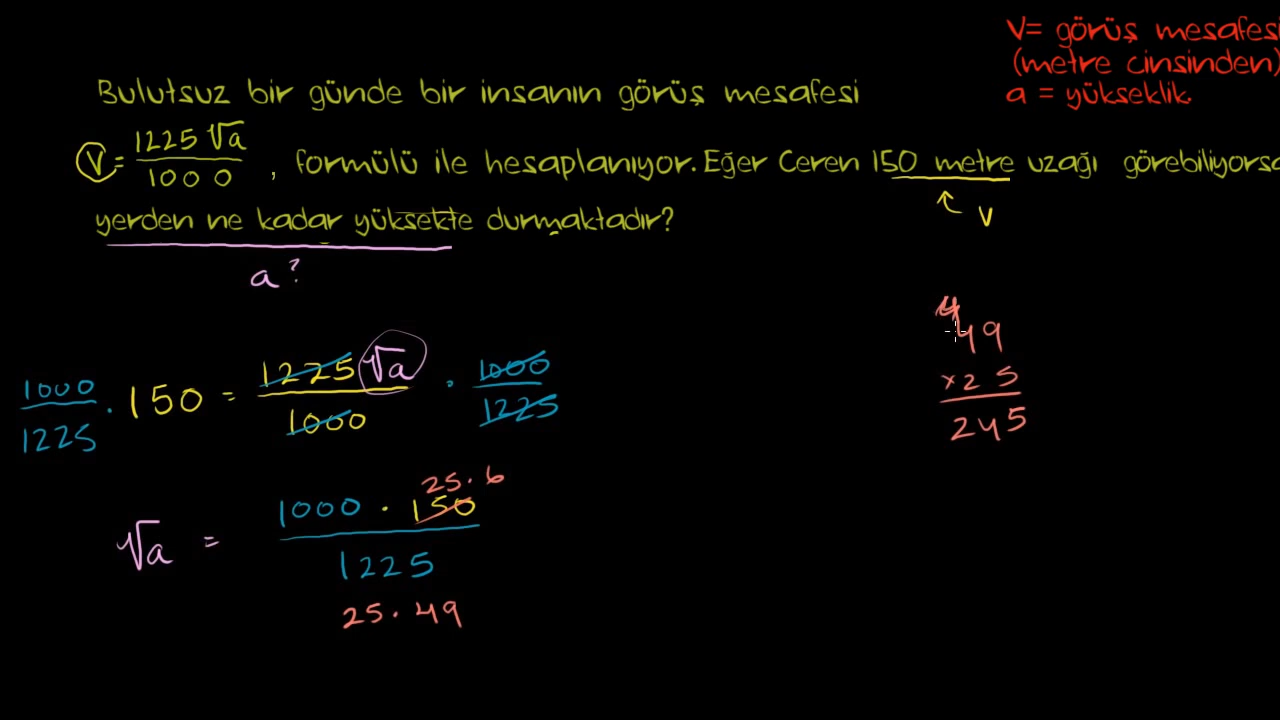 V= görüş mesafesi
(metre cinsinden)
a = yükseklik.
Bulutsuz bir günde bir insanın görüş mesafesi
V = 1225 √a / 1000 , formülü ile hesaplanıyor. Eğer Ceren 150 metre uzağı görebiliyorsa
V
yerden ne kadar yüksekte durmaktadır?
a?
1000 / 1225 · 150 = 1225 √a / 1000 · 1000 / 1225
√a = 1000 · 150 / 1225
25 · 6
25 · 49
4
49
×25
245